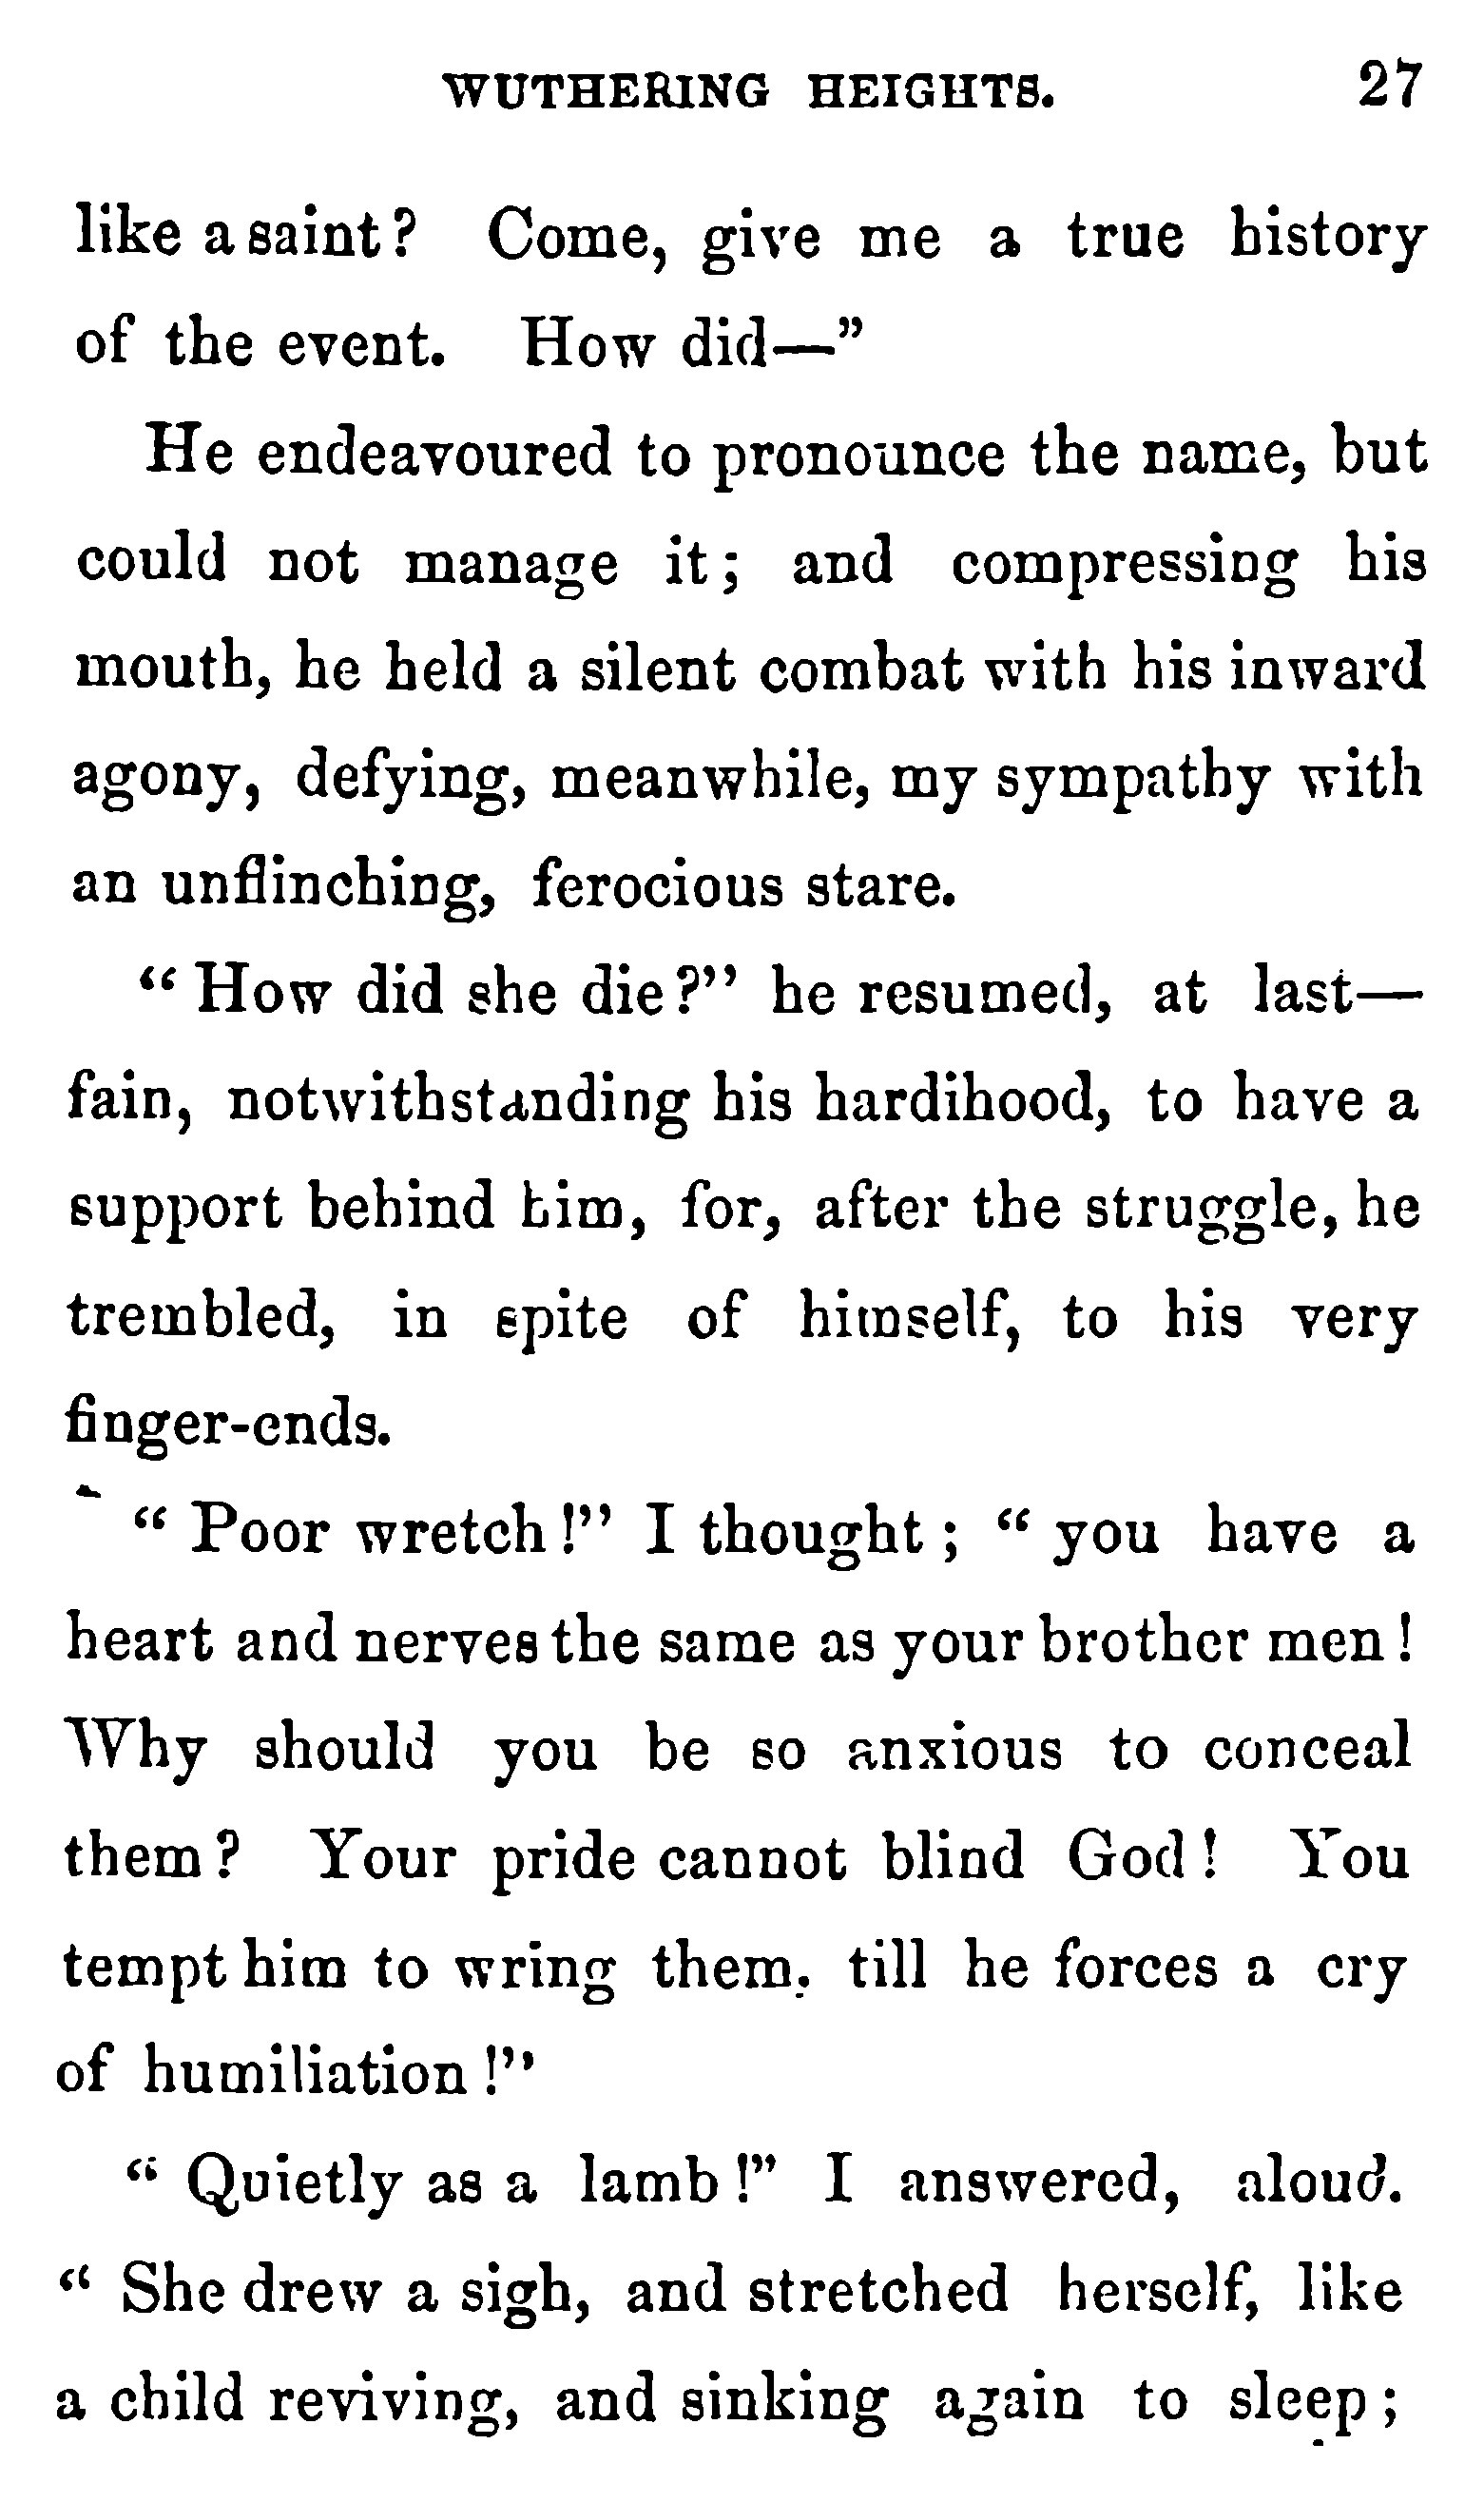 WUTHERING HEIGHTS. 27
like a saint? Come, give me a true history
of the event. How did—”
He endeavoured to pronounce the name, but
could not manage it; and compressing his
mouth, he held a silent combat with his inward
agony, defying, meanwhile, my sympathy with
an unflinching, ferocious stare.
“ How did she die?” he resumed, at last—
fain, notwithstanding his hardihood, to have a
support behind him, for, after the struggle, he
trembled, in spite of himself, to his very
finger-ends.
“ Poor wretch!” I thought; “ you have a
heart and nerves the same as your brother men!
Why should you be so anxious to conceal
them? Your pride cannot blind God! You
tempt him to wring them, till he forces a cry
of humiliation!”
“ Quietly as a lamb!” I answered, aloud.
“ She drew a sigh, and stretched herself, like
a child reviving, and sinking again to sleep;